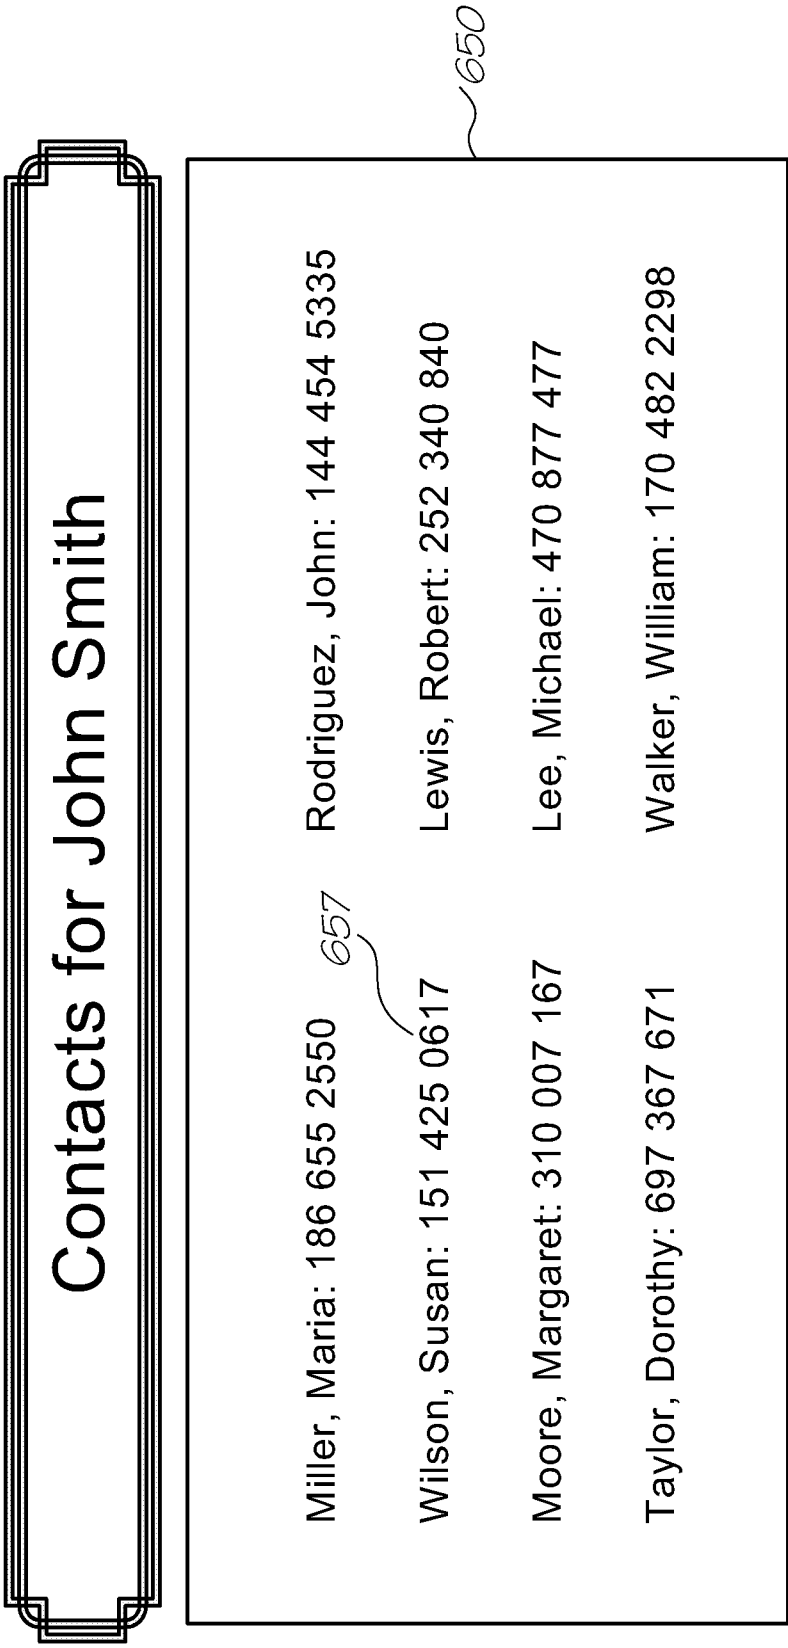 Contacts for John Smith
650
Miller, Maria: 186 655 2550
Rodriguez, John: 144 454 5335
657
Wilson, Susan: 151 425 0617
Lewis, Robert: 252 340 840
Moore, Margaret: 310 007 167
Lee, Michael: 470 877 477
Taylor, Dorothy: 697 367 671
Walker, William: 170 482 2298